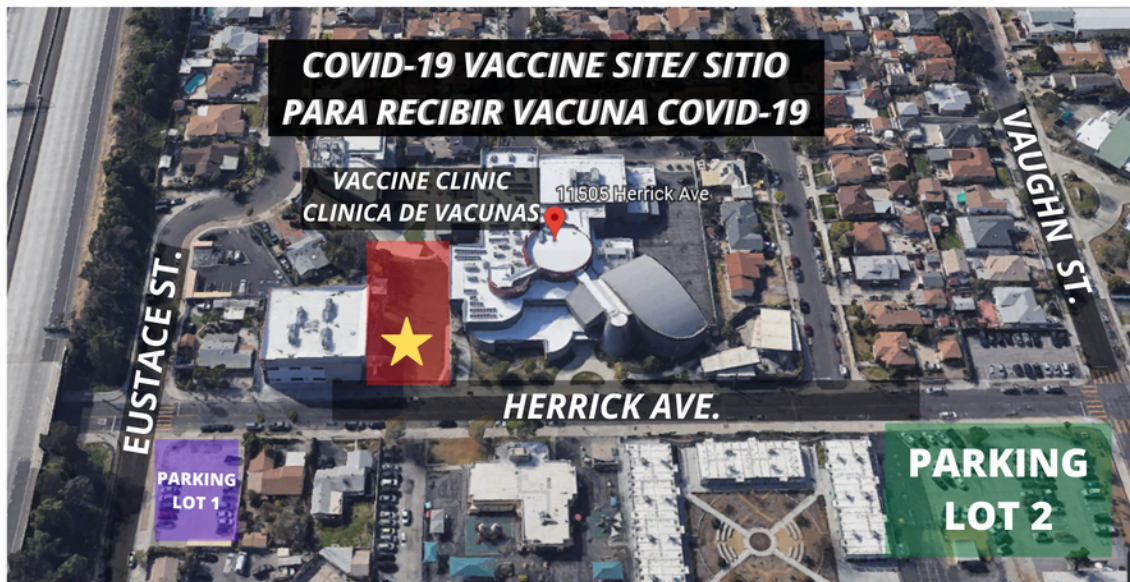 COVID-19 VACCINE SITE/ SITIO
PARA RECIBIR VACUNA COVID-19
VACCINE CLINIC
CLINICA DE VACUNAS
11505 Herrick Ave
VAUGHN ST.
EUSTACE ST.
HERRICK AVE.
PARKING
LOT 1
PARKING
LOT 2